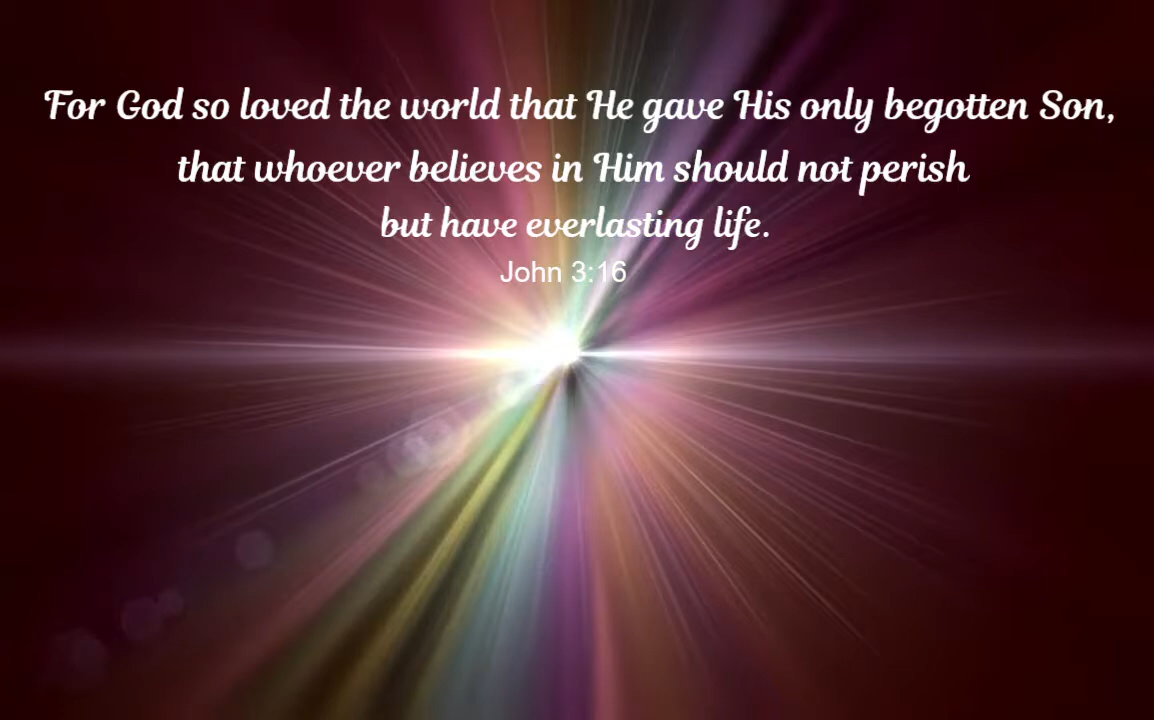 For God so loved the world that He gave His only begotten Son,
that whoever believes in Him should not perish
but have everlasting life.
John 3:16